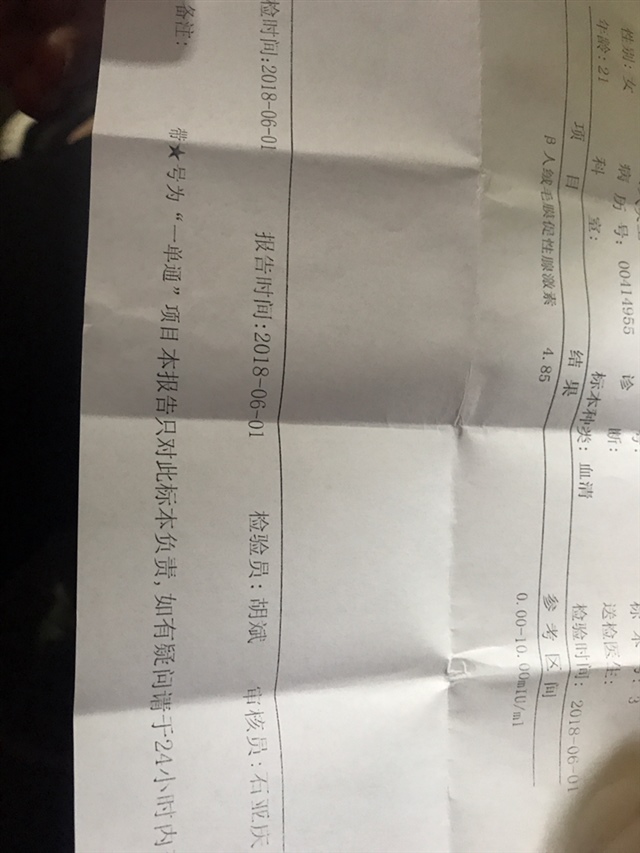 标 本 号: 3
性别: 女 病 历 号: 00414955 诊 断: 送检医生:
年龄: 21 科 室: 标本种类: 血清 检验时间: 2018-06-01
项 目 结 果 参 考 区 间
β人绒毛膜促性腺激素 4.85 0.00-10.00mIU/ml
检时间:2018-06-01 报告时间:2018-06-01 检验员: 胡斌 审核员:石亚庆
备注:
带★号为“一单通”项目本报告只对此标本负责,如有疑问请于24小时内